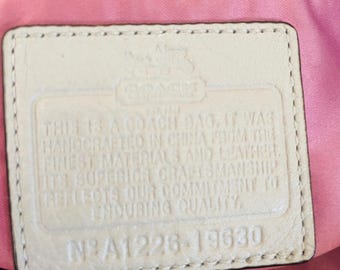 COACH
THIS IS A COACH BAG. IT WAS
HANDCRAFTED IN CHINA FROM THE
FINEST MATERIALS AND LEATHER.
ITS SUPERIOR CRAFTSMANSHIP
REFLECTS OUR COMMITMENT TO
ENDURING QUALITY.
Nº A1226-19630